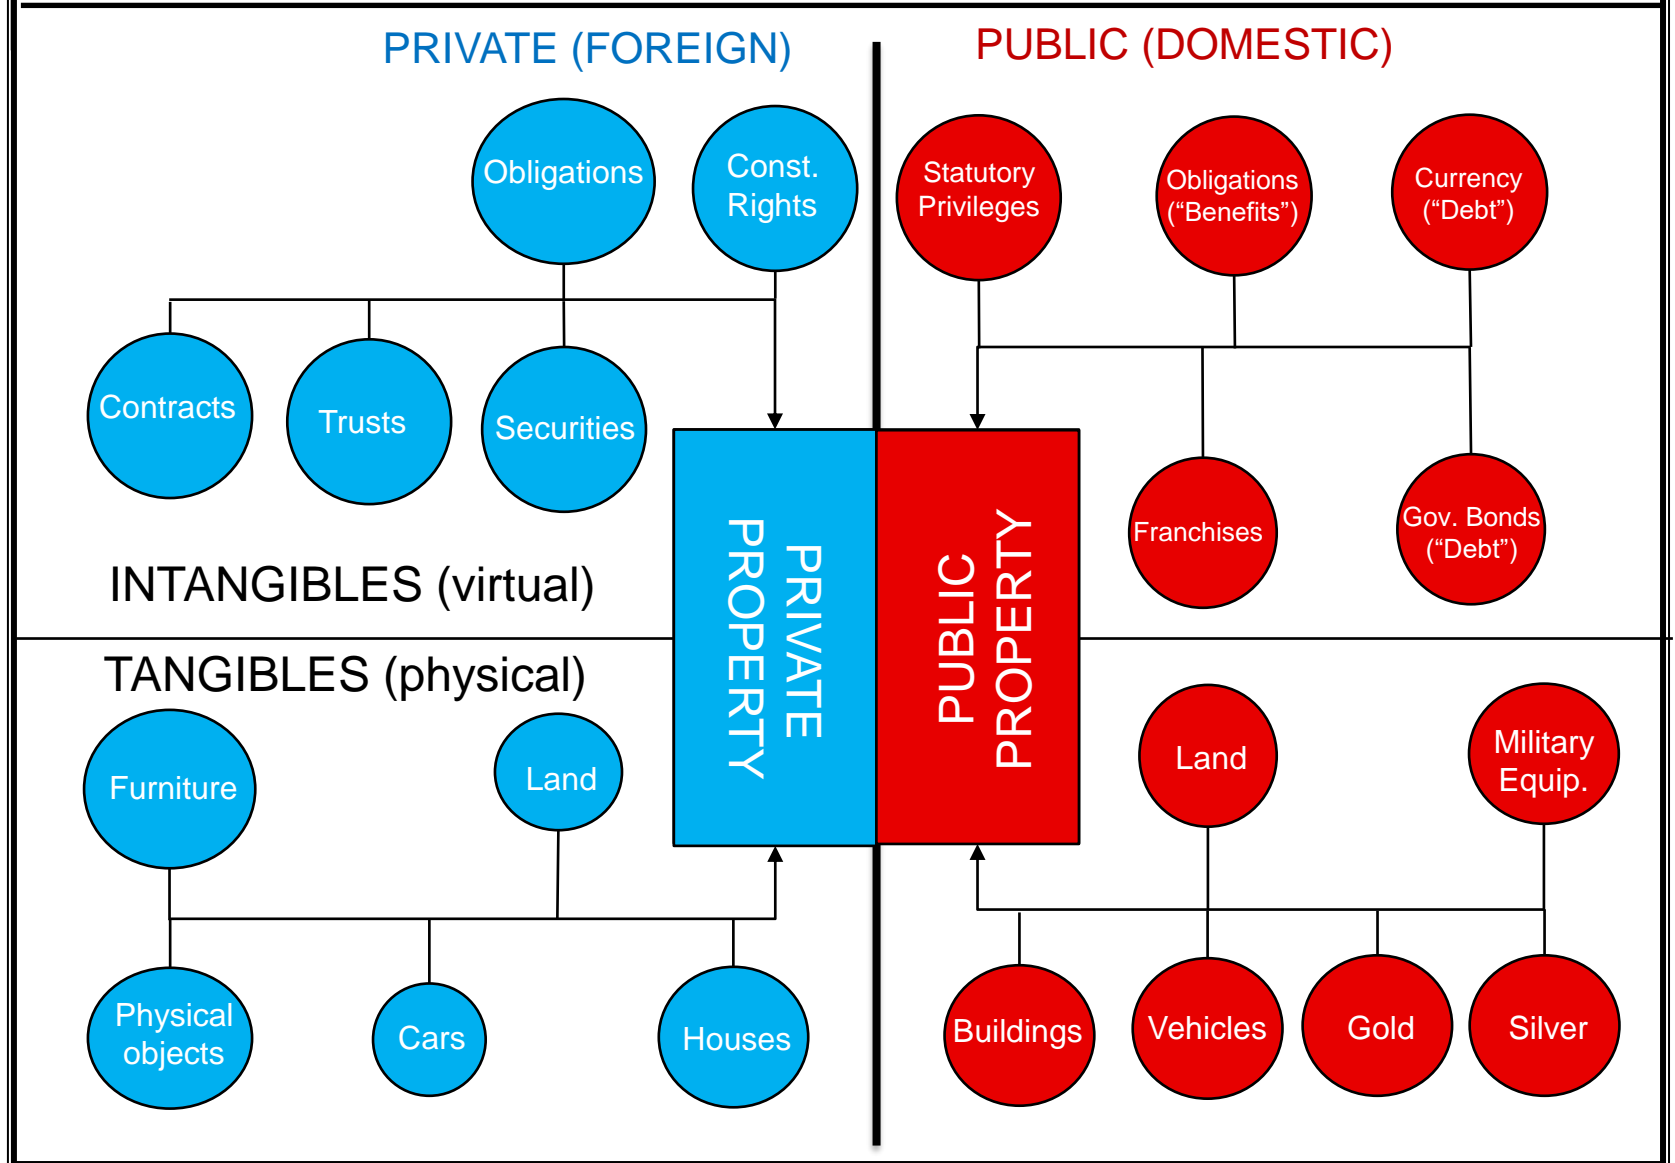 PRIVATE (FOREIGN)
PUBLIC (DOMESTIC)
Obligations
Const.
Rights
Statutory
Privileges
Obligations
(“Benefits”)
Currency
(“Debt”)
Contracts
Trusts
Securities
Franchises
Gov. Bonds
(“Debt”)
INTANGIBLES (virtual)
PRIVATE
PROPERTY
PUBLIC
PROPERTY
TANGIBLES (physical)
Furniture
Land
Land
Military
Equip.
Physical
objects
Cars
Houses
Buildings
Vehicles
Gold
Silver